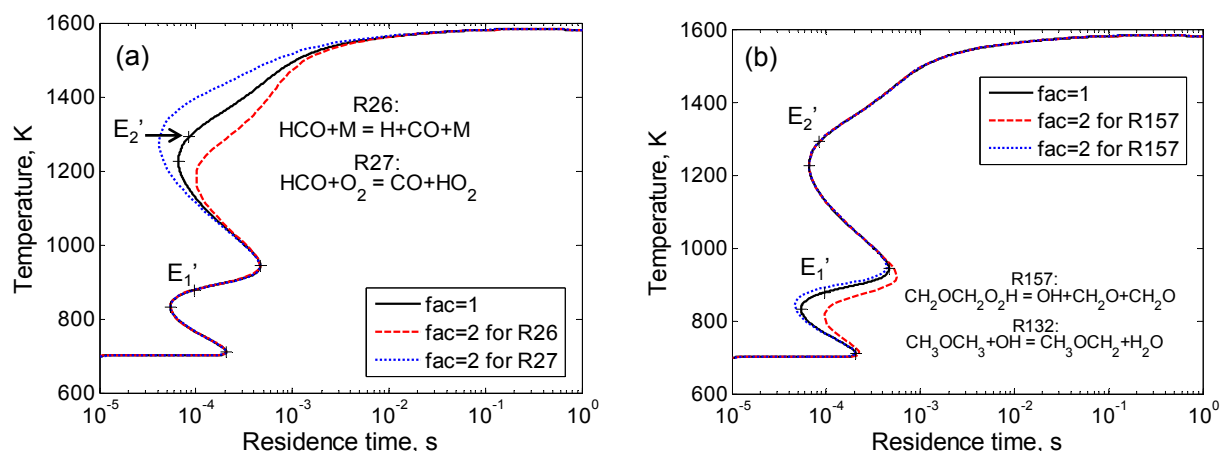 (a)
1600
1400
1200
1000
800
600
Temperature, K
E2'
R26:
HCO+M = H+CO+M
R27:
HCO+O2 = CO+HO2
E1'
fac=1
fac=2 for R26
fac=2 for R27
10^-5
10^-4
10^-3
10^-2
10^-1
10^0
Residence time, s
(b)
1600
1400
1200
1000
800
600
Temperature, K
E2'
fac=1
fac=2 for R157
fac=2 for R157
E1'
R157:
CH2OCH2O2H = OH+CH2O+CH2O
R132:
CH3OCH3+OH = CH3OCH2+H2O
10^-5
10^-4
10^-3
10^-2
10^-1
10^0
Residence time, s